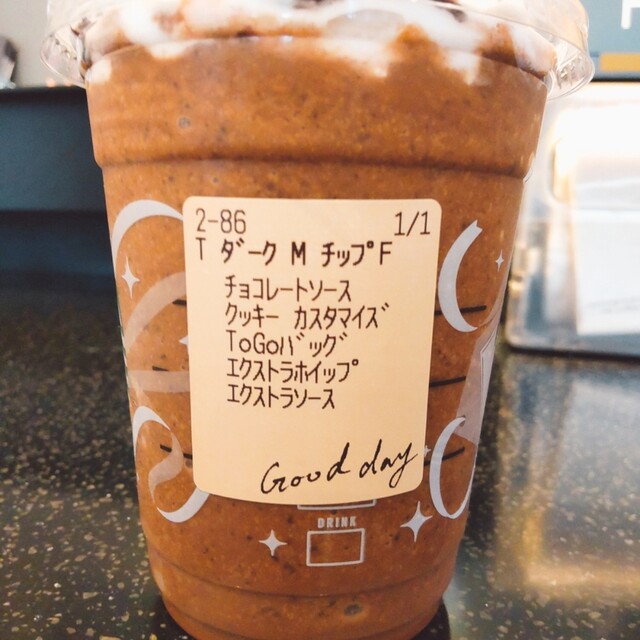 2-86 1/1
T ﾀﾞｰｸ M ﾁｯﾌﾟF
ﾁｮｺﾚｰﾄｿｰｽ
ｸｯｷｰ ｶｽﾀﾏｲｽﾞ
ToGoﾊﾞｯｸﾞ
ｴｸｽﾄﾗﾎｲｯﾌﾟ
ｴｸｽﾄﾗｿｰｽ
Good day
DRINK